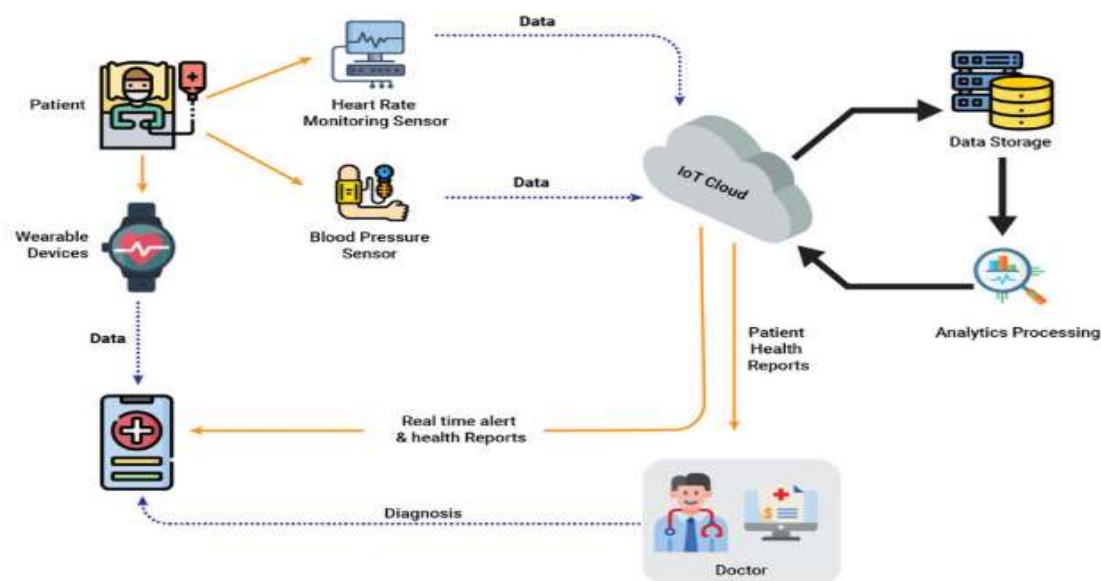 Data
Patient
Heart Rate
Monitoring Sensor
Data Storage
IoT Cloud
Data
Wearable
Devices
Blood Pressure
Sensor
Data
Patient
Health
Reports
Analytics Processing
Real time alert
& health Reports
Diagnosis
Doctor